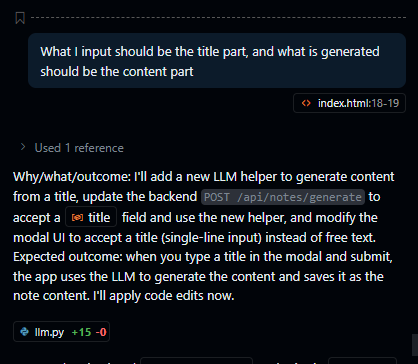 What I input should be the title part, and what is generated
should be the content part
index.html:18-19
Used 1 reference
Why/what/outcome: I'll add a new LLM helper to generate content
from a title, update the backend POST /api/notes/generate to
accept a title field and use the new helper, and modify the
modal UI to accept a title (single-line input) instead of free text.
Expected outcome: when you type a title in the modal and submit,
the app uses the LLM to generate the content and saves it as the
note content. I'll apply code edits now.
llm.py +15 -0